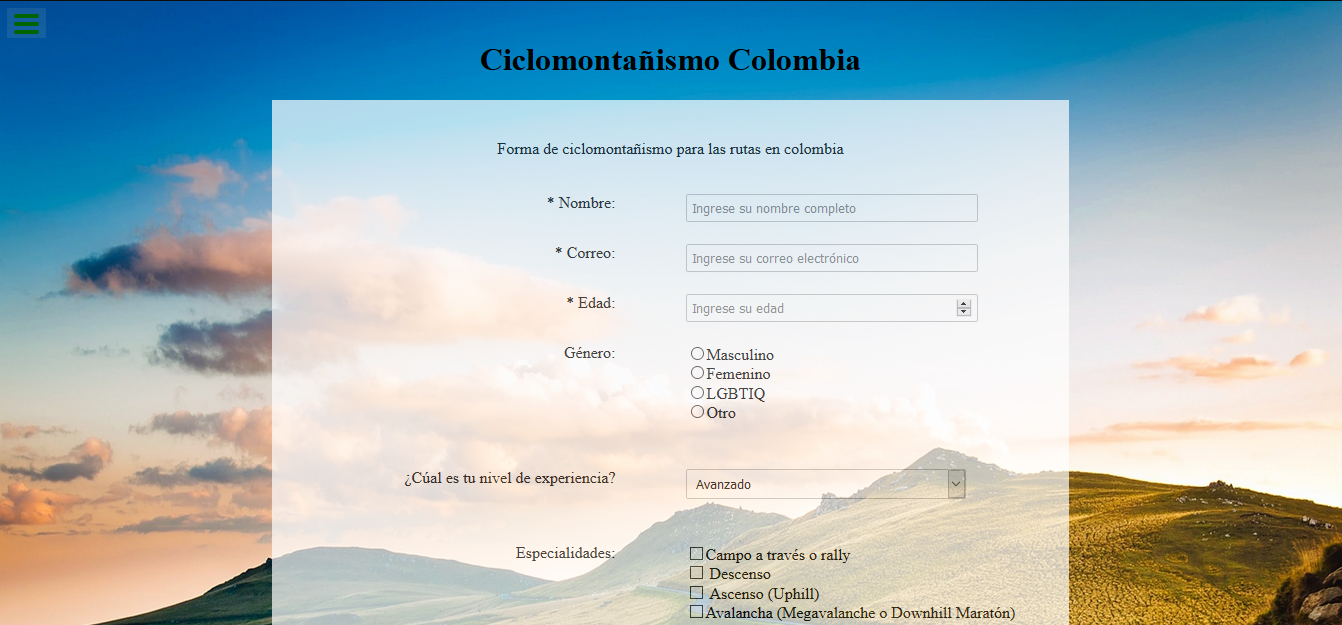 Ciclomontañismo Colombia
Forma de ciclomontañismo para las rutas en colombia
* Nombre: Ingrese su nombre completo
* Correo: Ingrese su correo electrónico
* Edad: Ingrese su edad
Género: Masculino
Femenino
LGBTIQ
Otro
¿Cúal es tu nivel de experiencia? Avanzado
Especialidades: Campo a través o rally
Descenso
Ascenso (Uphill)
Avalancha (Megavalanche o Downhill Maratón)